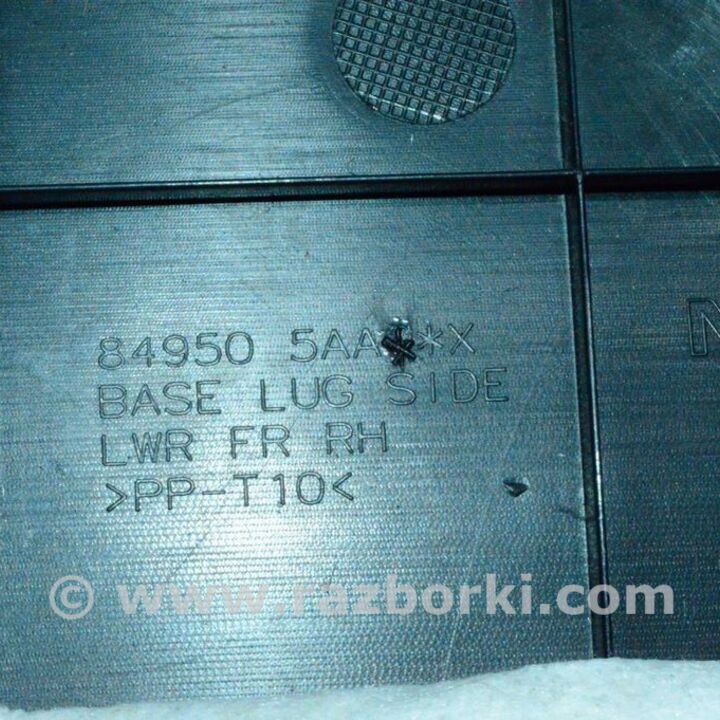 84950 5AA**X
BASE LUG SIDE
LWR FR RH
>PP-T10<
© www.razborki.com